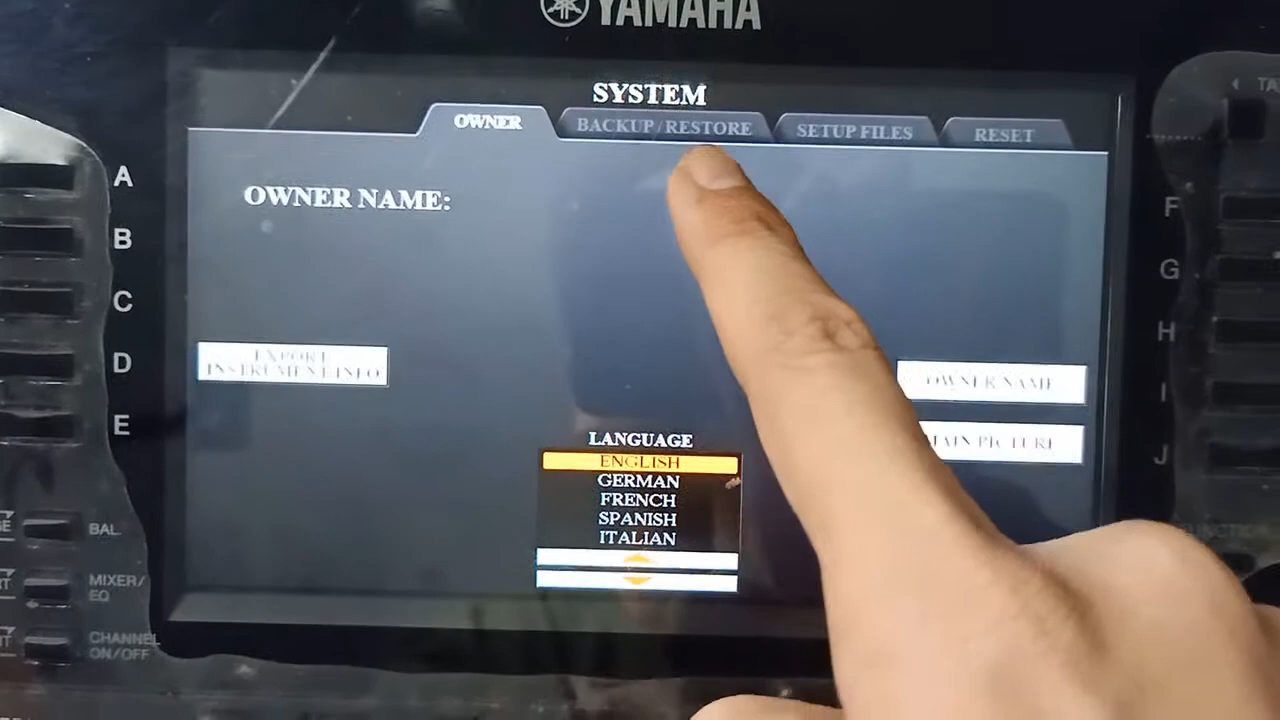 YAMAHA
SYSTEM
OWNER
BACKUP/RESTORE
SETUP FILES
RESET
OWNER NAME:
EXPORT
INSTRUMENT INFO
OWNER NAME
MAIN PICTURE
LANGUAGE
ENGLISH
GERMAN
FRENCH
SPANISH
ITALIAN
A
B
C
D
E
F
G
H
I
J
BAL.
MIXER/
EQ
CHANNEL
ON/OFF